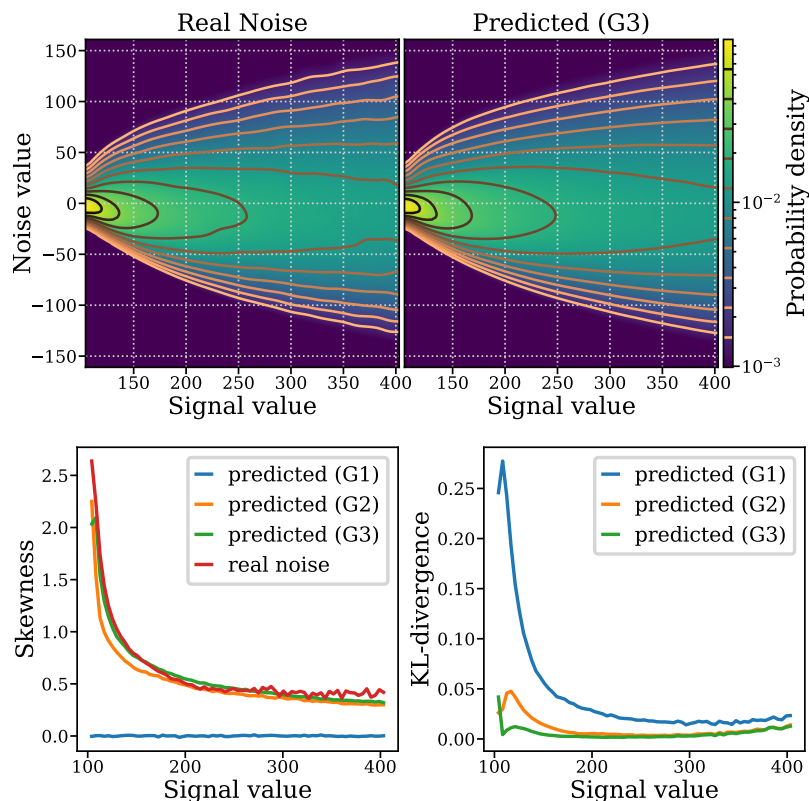 Real Noise
Predicted (G3)
150
100
50
0
−50
−100
−150
Noise value
150 200 250 300 350 400
Signal value
150 200 250 300 350 400
Signal value
10⁻²
10⁻³
Probability density
2.5
2.0
1.5
1.0
0.5
0.0
Skewness
predicted (G1)
predicted (G2)
predicted (G3)
real noise
100 200 300 400
Signal value
0.25
0.20
0.15
0.10
0.05
0.00
KL-divergence
predicted (G1)
predicted (G2)
predicted (G3)
100 200 300 400
Signal value